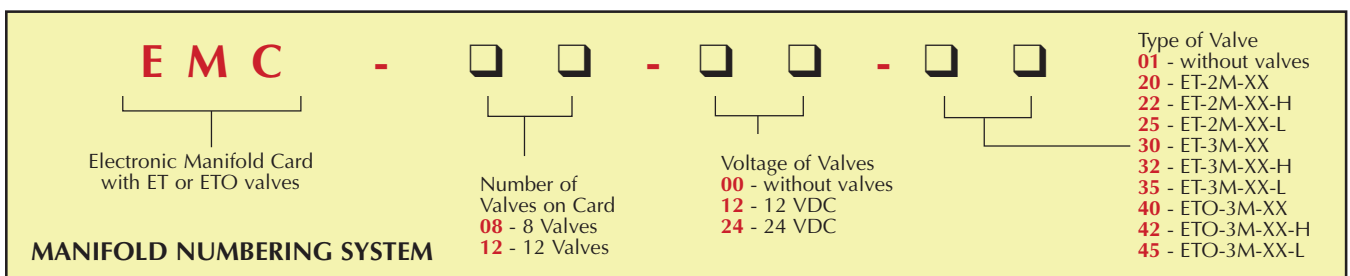 E M C - ❑ ❑ - ❑ ❑ - ❑ ❑
Electronic Manifold Card
with ET or ETO valves
Number of
Valves on Card
08 - 8 Valves
12 - 12 Valves
Voltage of Valves
00 - without valves
12 - 12 VDC
24 - 24 VDC
Type of Valve
01 - without valves
20 - ET-2M-XX
22 - ET-2M-XX-H
25 - ET-2M-XX-L
30 - ET-3M-XX
32 - ET-3M-XX-H
35 - ET-3M-XX-L
40 - ETO-3M-XX
42 - ETO-3M-XX-H
45 - ETO-3M-XX-L
MANIFOLD NUMBERING SYSTEM